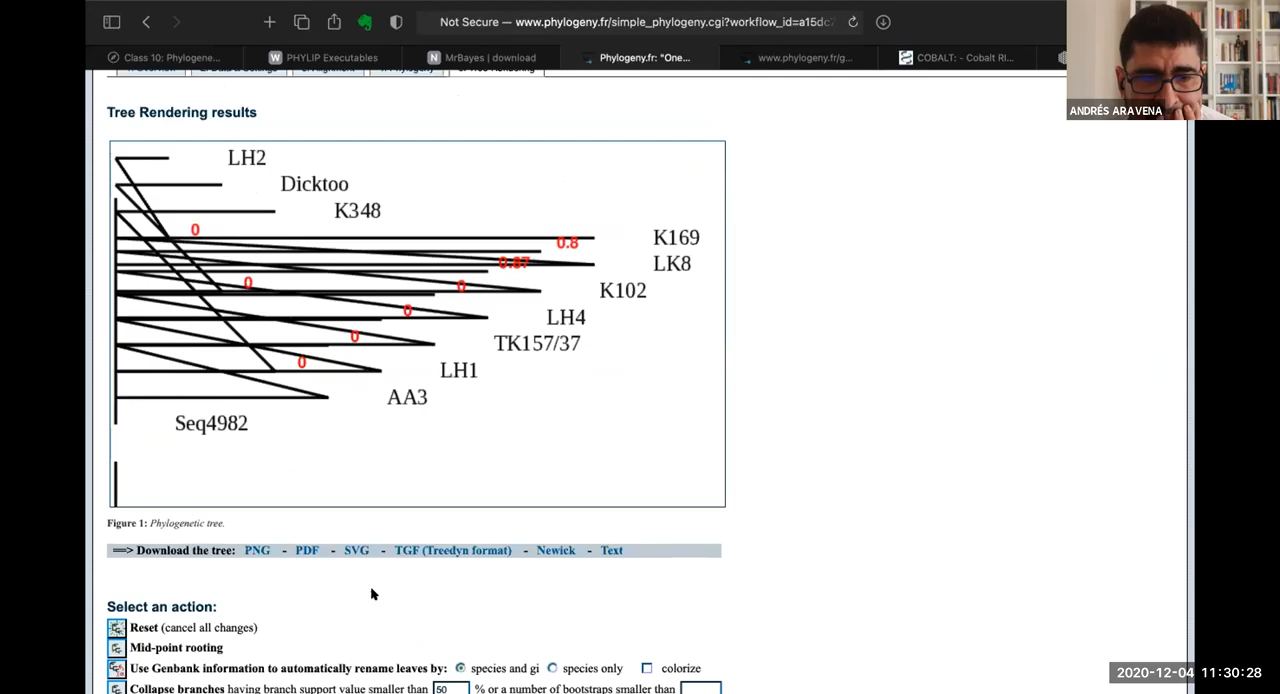 Not Secure — www.phylogeny.fr/simple_phylogeny.cgi?workflow_id=a15dc7
Class 10: Phylogene...
PHYLIP Executables
MrBayes | download
Phylogeny.fr: "One...
www.phylogeny.fr/g...
COBALT: - Cobalt RI...
ANDRÉS ARAVENA
Tree Rendering results
LH2
Dicktoo
K348
0
K169
0.8
LK8
0.87
0
0
K102
0
LH4
0
TK157/37
0
LH1
AA3
Seq4982
Figure 1: Phylogenetic tree.
==> Download the tree: PNG - PDF - SVG - TGF (Treedyn format) - Newick - Text
Select an action:
Reset (cancel all changes)
Mid-point rooting
Use Genbank information to automatically rename leaves by: species and gi species only colorize
Collapse branches having branch support value smaller than 50 % or a number of bootstraps smaller than
2020-12-04 11:30:28